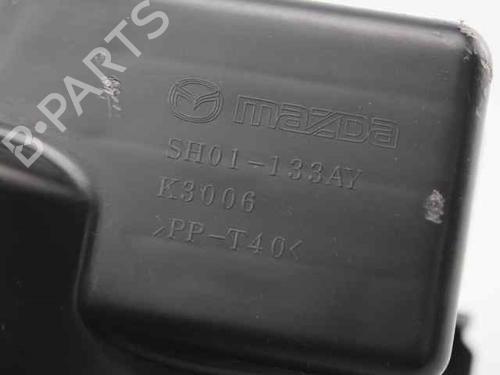 B-PARTS
mazda
SH01-133AY
K3006
>PP-T40<